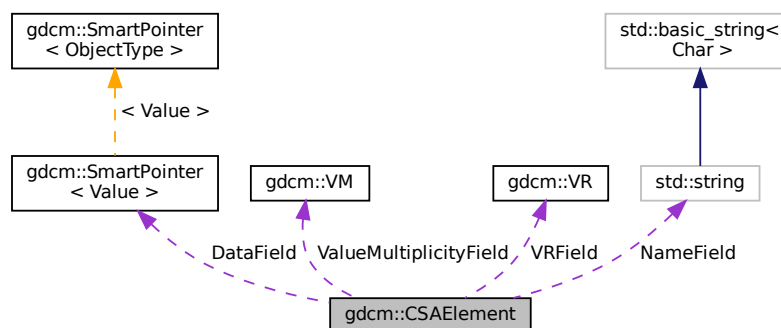 gdcm::SmartPointer
< ObjectType >
std::basic_string<
Char >
< Value >
gdcm::SmartPointer
< Value >
gdcm::VM
gdcm::VR
std::string
DataField
ValueMultiplicityField
VRField
NameField
gdcm::CSAElement